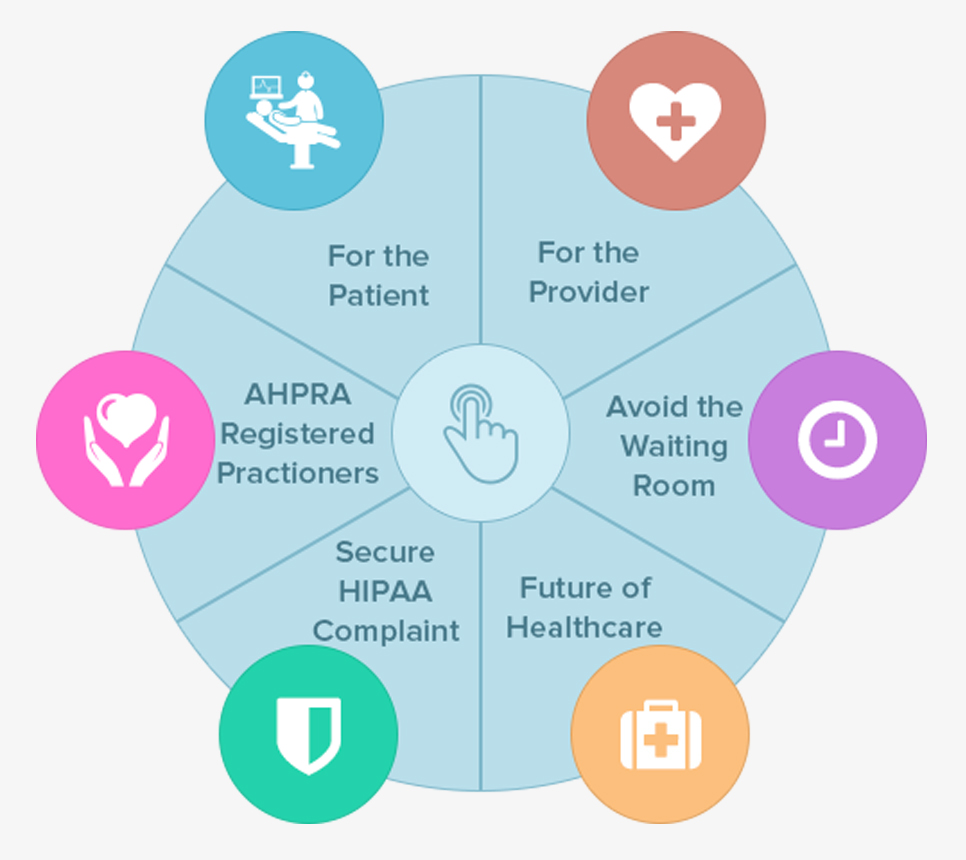 For the
Patient
For the
Provider
AHPRA
Registered
Practioners
Avoid the
Waiting
Room
Secure
HIPAA
Complaint
Future of
Healthcare